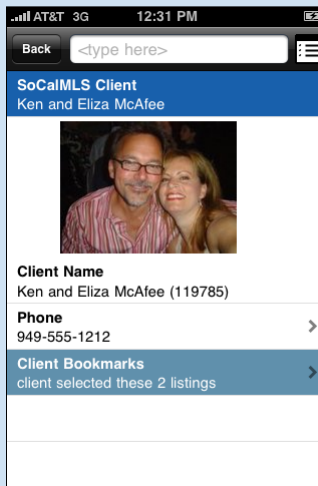 AT&T 3G 12:31 PM
Back <type here>
SoCalMLS Client
Ken and Eliza McAfee
Client Name
Ken and Eliza McAfee (119785)
Phone
949-555-1212
Client Bookmarks
client selected these 2 listings